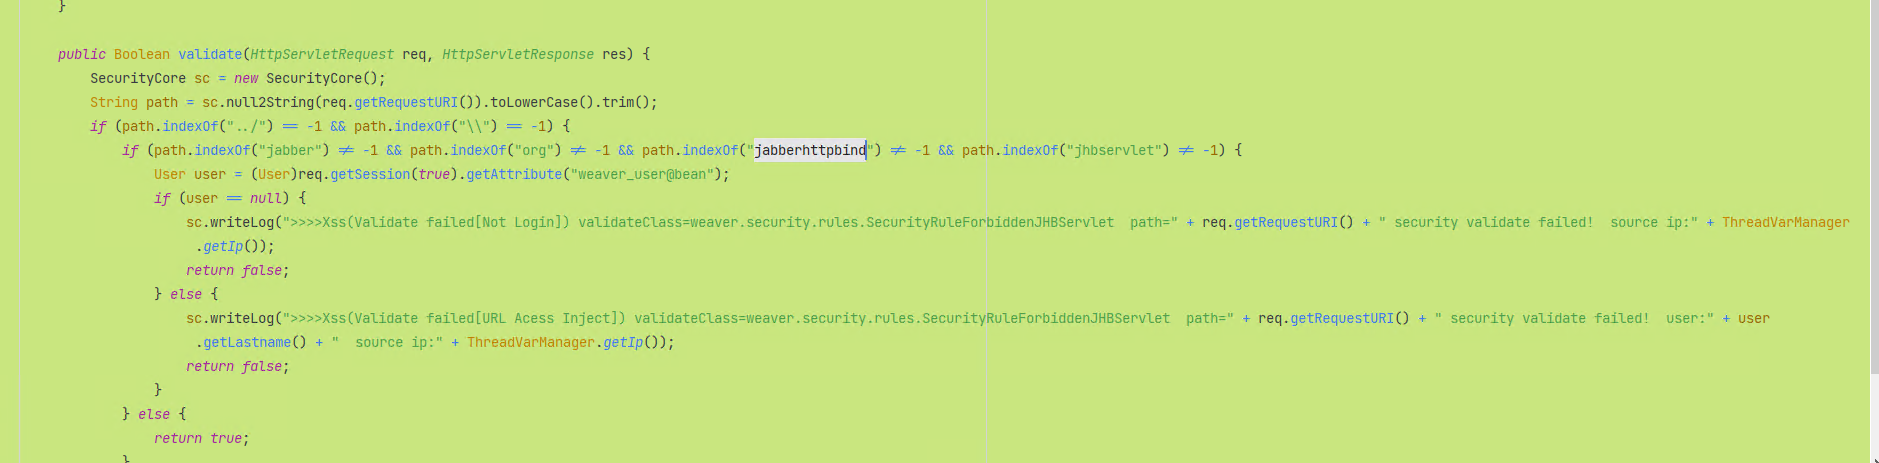 }
public Boolean validate(HttpServletRequest req, HttpServletResponse res) {
SecurityCore sc = new SecurityCore();
String path = sc.null2String(req.getRequestURI()).toLowerCase().trim();
if (path.indexOf("../") == -1 && path.indexOf("\\") == -1) {
if (path.indexOf("jabber") != -1 && path.indexOf("org") != -1 && path.indexOf("jabberhttpbind") != -1 && path.indexOf("jhbservlet") != -1) {
User user = (User)req.getSession(true).getAttribute("weaver_user@bean");
if (user == null) {
sc.writeLog(">>>>Xss(Validate failed[Not Login]) validateClass=weaver.security.rules.SecurityRuleForbiddenJHBServlet  path=" + req.getRequestURI() + " security validate failed!  source ip:" + ThreadVarManager
.getIp());
return false;
} else {
sc.writeLog(">>>>Xss(Validate failed[URL Acess Inject]) validateClass=weaver.security.rules.SecurityRuleForbiddenJHBServlet  path=" + req.getRequestURI() + " security validate failed!  user:" + user
.getLastname() + "  source ip:" + ThreadVarManager.getIp());
return false;
}
} else {
return true;
}